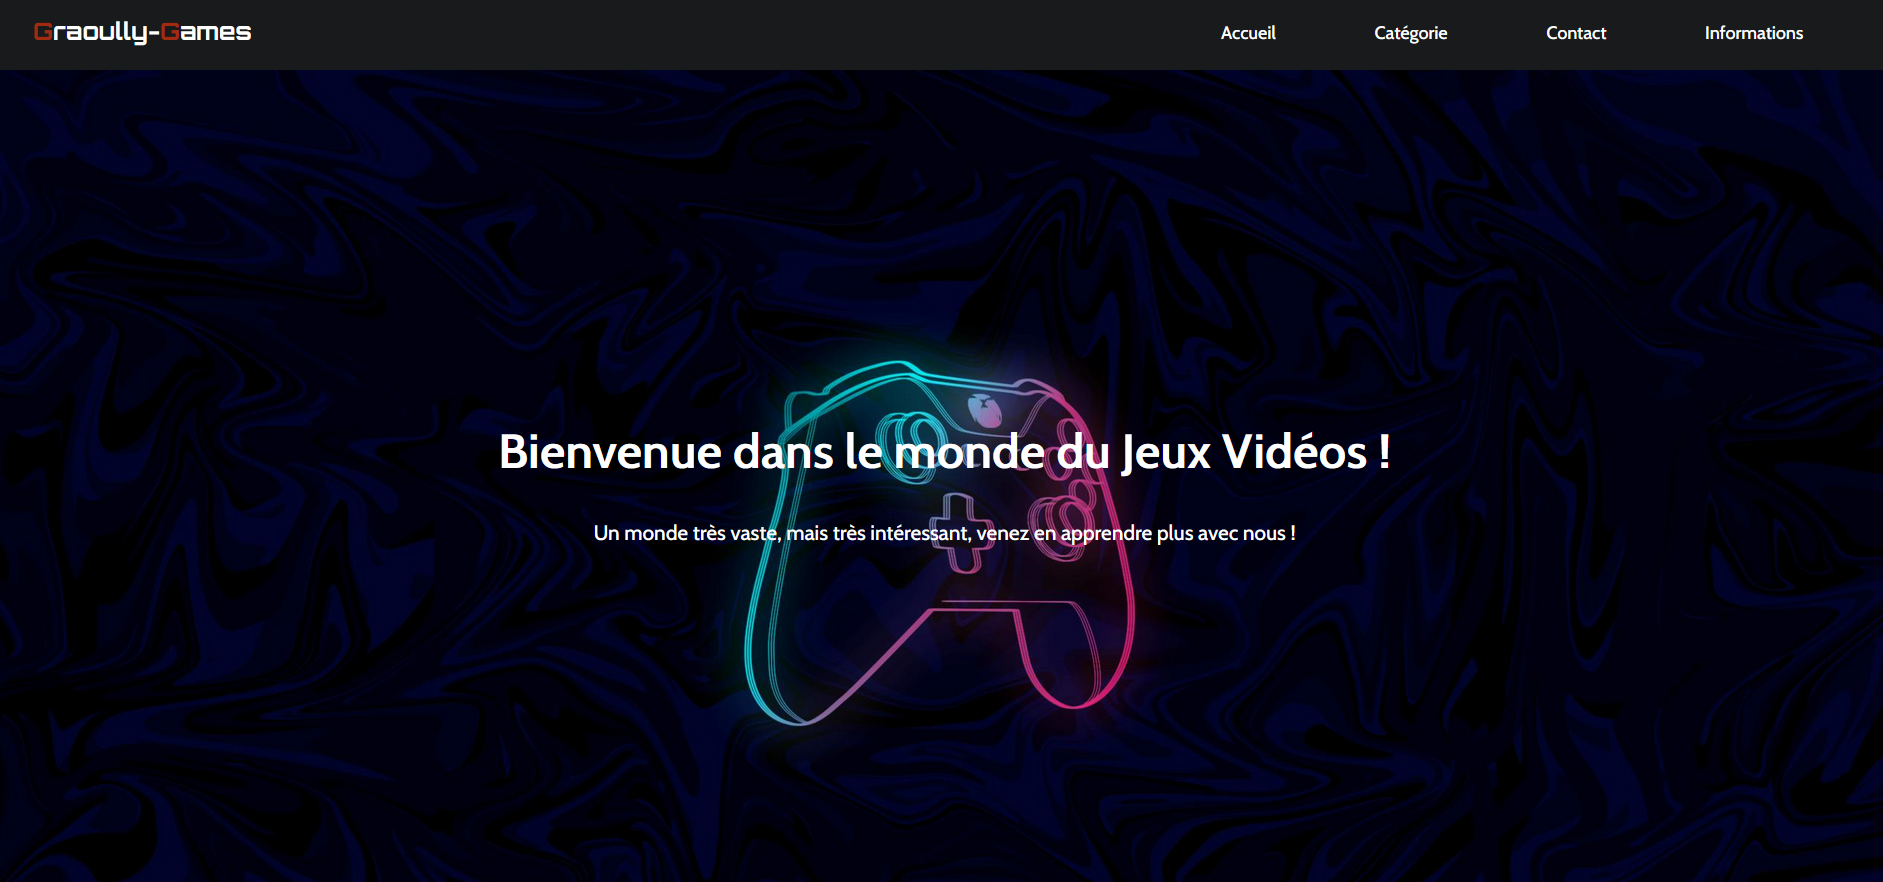 Graoully-Games
Accueil Catégorie Contact Informations
Bienvenue dans le monde du Jeux Vidéos !
Un monde très vaste, mais très intéressant, venez en apprendre plus avec nous !